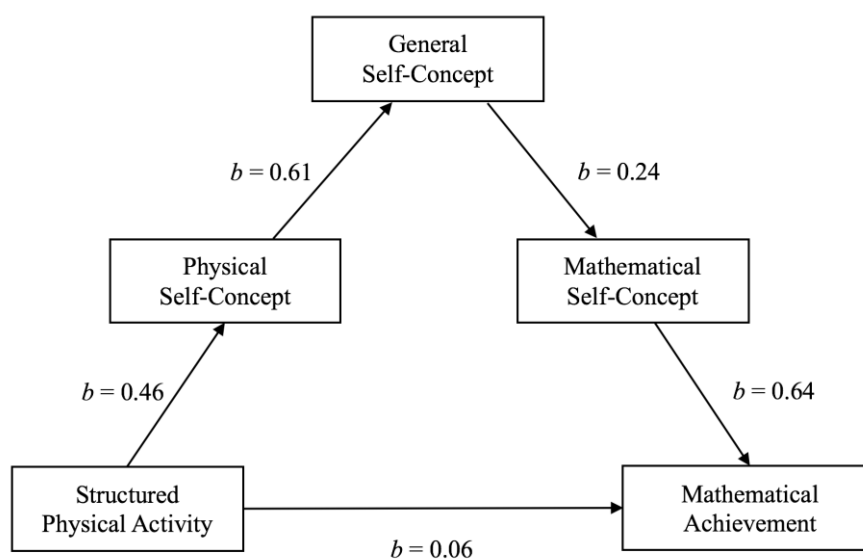 General
Self-Concept
b = 0.61
b = 0.24
Physical
Self-Concept
Mathematical
Self-Concept
b = 0.46
b = 0.64
Structured
Physical Activity
Mathematical
Achievement
b = 0.06